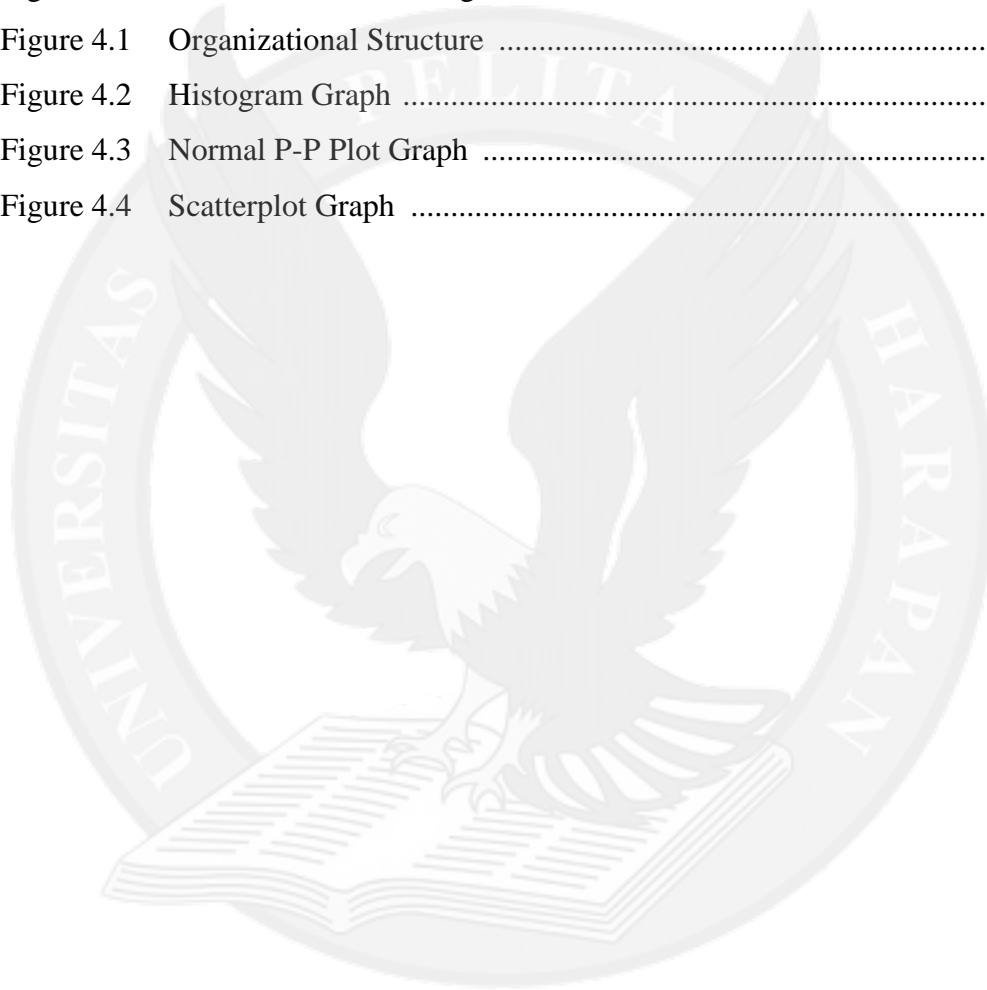 Figure 4.1 Organizational Structure ........................................................................
Figure 4.2 Histogram Graph ........................................................................
Figure 4.3 Normal P-P Plot Graph ........................................................................
Figure 4.4 Scatterplot Graph ........................................................................
UNIVERSITAS PELITA HARAPAN